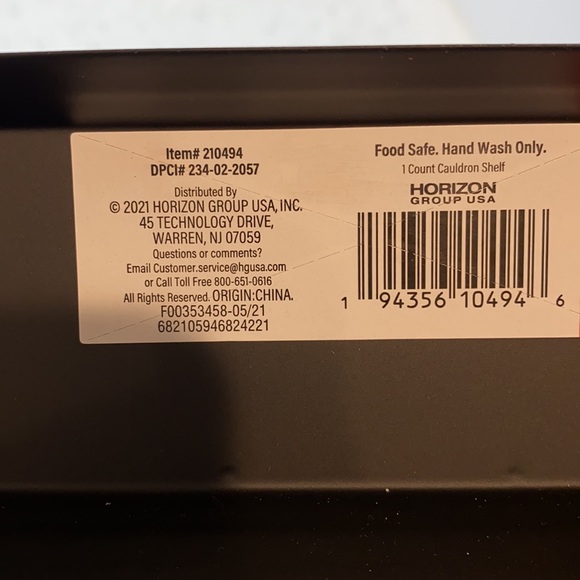 Item# 210494
DPCI# 234-02-2057
Distributed By
© 2021 HORIZON GROUP USA, INC.
45 TECHNOLOGY DRIVE,
WARREN, NJ 07059
Questions or comments?
Email Customer.service@hgusa.com
or Call Toll Free 800-651-0616
All Rights Reserved. ORIGIN:CHINA.
F00353458-05/21
682105946824221
Food Safe. Hand Wash Only.
1 Count Cauldron Shelf
HORIZON
GROUP USA
1 94356 10494 6